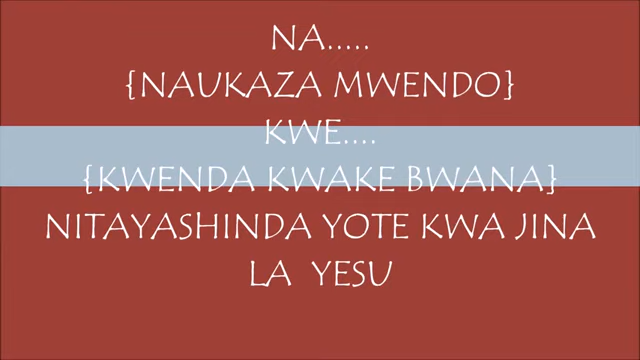 NA.....
{NAUKAZA MWENDO}
KWE....
{KWENDA KWAKE BWANA}
NITAYASHINDA YOTE KWA JINA
LA YESU